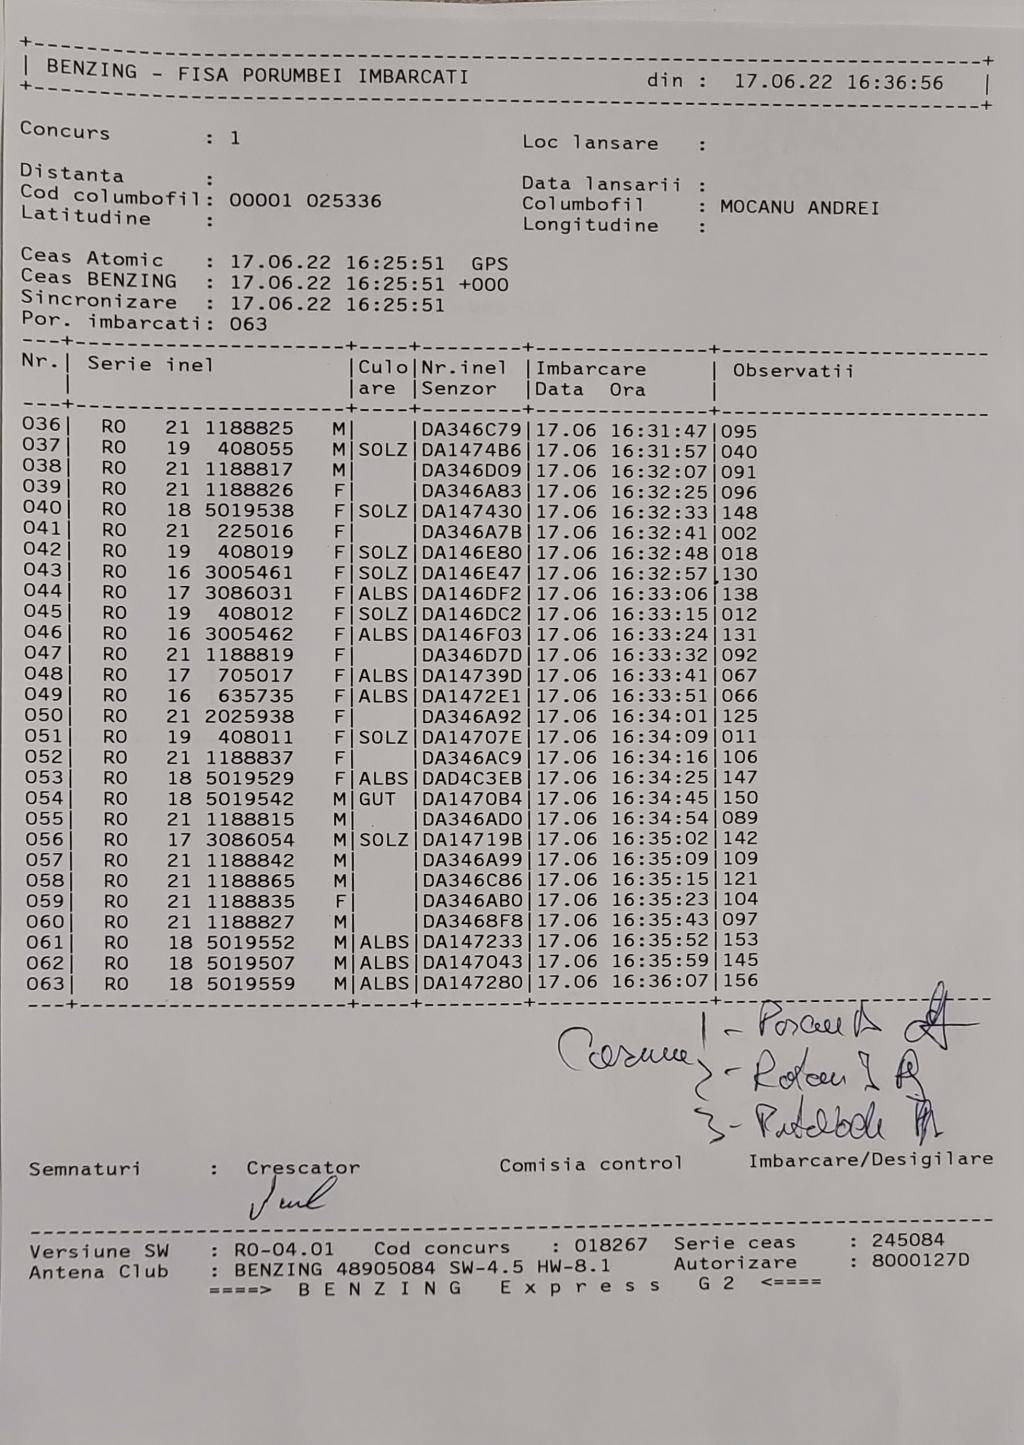 BENZING - FISA PORUMBEI IMBARCATI din : 17.06.22 16:36:56
Concurs : 1 Loc lansare :
Distanta : Data lansarii :
Cod columbofil: 00001 025336 Columbofil : MOCANU ANDREI
Latitudine : Longitudine :
Ceas Atomic : 17.06.22 16:25:51 GPS
Ceas BENZING : 17.06.22 16:25:51 +000
Sincronizare : 17.06.22 16:25:51
Por. imbarcati: 063
Nr.| Serie inel |Culo|Nr.inel |Imbarcare | Observatii
| |are |Senzor |Data Ora |
036| RO 21 1188825 M| |DA346C79|17.06 16:31:47|095
037| RO 19 408055 M|SOLZ|DA1474B6|17.06 16:31:57|040
038| RO 21 1188817 M| |DA346D09|17.06 16:32:07|091
039| RO 21 1188826 F| |DA346A83|17.06 16:32:25|096
040| RO 18 5019538 F|SOLZ|DA147430|17.06 16:32:33|148
041| RO 21 225016 F| |DA346A7B|17.06 16:32:41|002
042| RO 19 408019 F|SOLZ|DA146E80|17.06 16:32:48|018
043| RO 16 3005461 F|SOLZ|DA146E47|17.06 16:32:57|130
044| RO 17 3086031 F|ALBS|DA146DF2|17.06 16:33:06|138
045| RO 19 408012 F|SOLZ|DA146DC2|17.06 16:33:15|012
046| RO 16 3005462 F|ALBS|DA146F03|17.06 16:33:24|131
047| RO 21 1188819 F| |DA346D7D|17.06 16:33:32|092
048| RO 17 705017 F|ALBS|DA14739D|17.06 16:33:41|067
049| RO 16 635735 F|ALBS|DA1472E1|17.06 16:33:51|066
050| RO 21 2025938 F| |DA346A92|17.06 16:34:01|125
051| RO 19 408011 F|SOLZ|DA14707E|17.06 16:34:09|011
052| RO 21 1188837 F| |DA346AC9|17.06 16:34:16|106
053| RO 18 5019529 F|ALBS|DAD4C3EB|17.06 16:34:25|147
054| RO 18 5019542 M|GUT |DA1470B4|17.06 16:34:45|150
055| RO 21 1188815 M| |DA346AD0|17.06 16:34:54|089
056| RO 17 3086054 M|SOLZ|DA14719B|17.06 16:35:02|142
057| RO 21 1188842 M| |DA346A99|17.06 16:35:09|109
058| RO 21 1188865 M| |DA346C86|17.06 16:35:15|121
059| RO 21 1188835 F| |DA346AB0|17.06 16:35:23|104
060| RO 21 1188827 M| |DA3468F8|17.06 16:35:43|097
061| RO 18 5019552 M|ALBS|DA147233|17.06 16:35:52|153
062| RO 18 5019507 M|ALBS|DA147043|17.06 16:35:59|145
063| RO 18 5019559 M|ALBS|DA147280|17.06 16:36:07|156
1 -
2 -
3 -
Semnaturi : Crescator Comisia control Imbarcare/Desigilare
Versiune SW : RO-04.01 Cod concurs : 018267 Serie ceas : 245084
Antena Club : BENZING 48905084 SW-4.5 HW-8.1 Autorizare : 8000127D
====> B E N Z I N G E x p r e s s G 2 <====